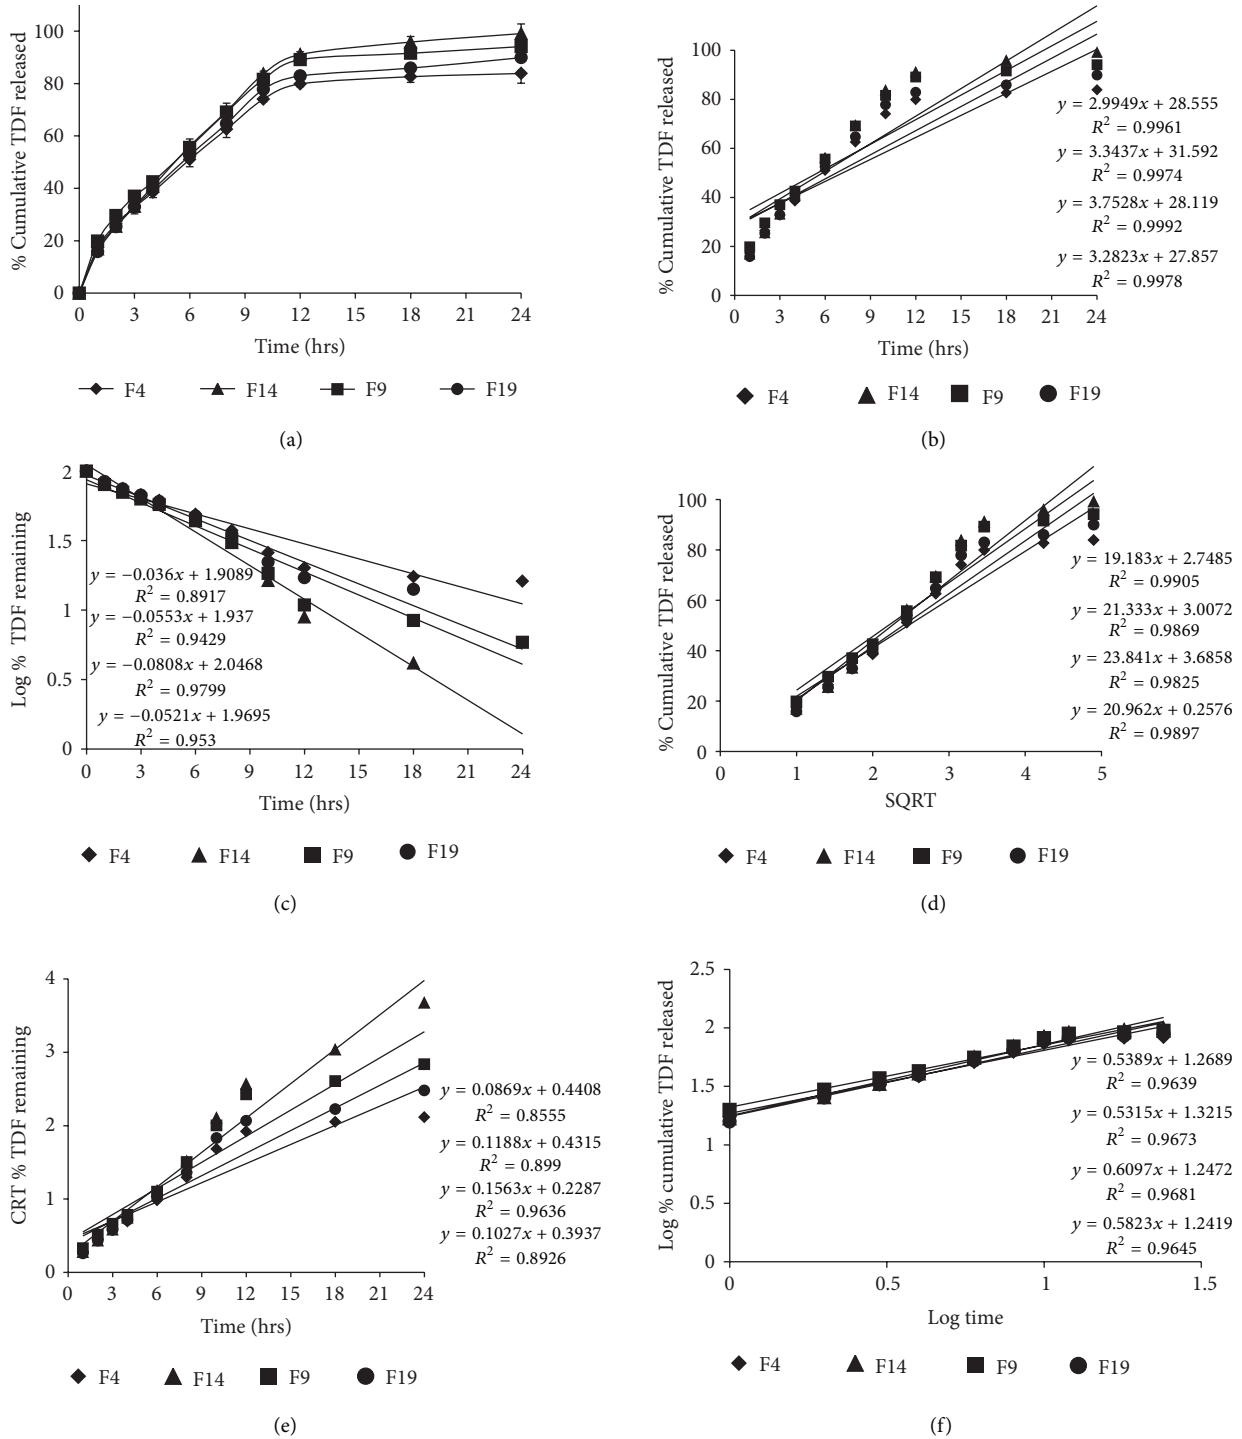 % Cumulative TDF released
100
80
60
40
20
0
0 3 6 9 12 15 18 21 24
Time (hrs)
F4 F14 F9 F19
(a)
% Cumulative TDF released
100
80
60
40
20
0
y = 2.9949x + 28.555
R² = 0.9961
y = 3.3437x + 31.592
R² = 0.9974
y = 3.7528x + 28.119
R² = 0.9992
y = 3.2823x + 27.857
R² = 0.9978
0 3 6 9 12 15 18 21 24
Time (hrs)
F4 F14 F9 F19
(b)
Log % TDF remaining
2
1.5
1
0.5
0
y = −0.036x + 1.9089
R² = 0.8917
y = −0.0553x + 1.937
R² = 0.9429
y = −0.0808x + 2.0468
R² = 0.9799
y = −0.0521x + 1.9695
R² = 0.953
0 3 6 9 12 15 18 21 24
Time (hrs)
F4 F14 F9 F19
(c)
% Cumulative TDF released
100
80
60
40
20
0
y = 19.183x + 2.7485
R² = 0.9905
y = 21.333x + 3.0072
R² = 0.9869
y = 23.841x + 3.6858
R² = 0.9825
y = 20.962x + 0.2576
R² = 0.9897
0 1 2 3 4 5
SQRT
F4 F14 F9 F19
(d)
CRT % TDF remaining
4
3
2
1
0
y = 0.0869x + 0.4408
R² = 0.8555
y = 0.1188x + 0.4315
R² = 0.899
y = 0.1563x + 0.2287
R² = 0.9636
y = 0.1027x + 0.3937
R² = 0.8926
0 3 6 9 12 15 18 21 24
Time (hrs)
F4 F14 F9 F19
(e)
Log % cumulative TDF released
2.5
2
1.5
1
0.5
0
y = 0.5389x + 1.2689
R² = 0.9639
y = 0.5315x + 1.3215
R² = 0.9673
y = 0.6097x + 1.2472
R² = 0.9681
y = 0.5823x + 1.2419
R² = 0.9645
0 0.5 1 1.5
Log time
F4 F14 F9 F19
(f)